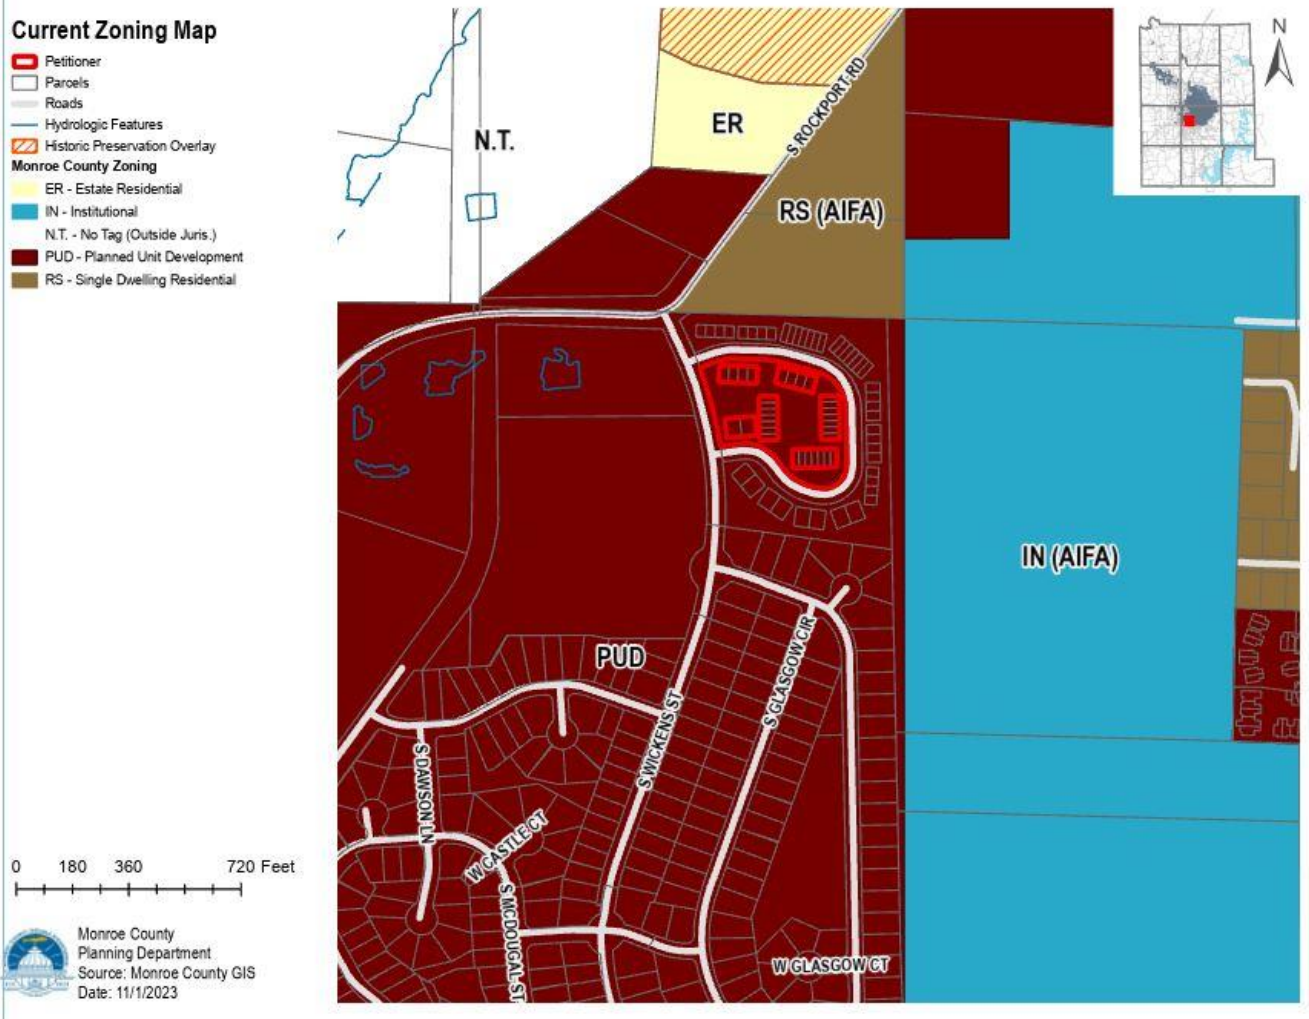 Current Zoning Map
Petitioner
Parcels
Roads
Hydrologic Features
Historic Preservation Overlay
Monroe County Zoning
ER - Estate Residential
IN - Institutional
N.T. - No Tag (Outside Juris.)
PUD - Planned Unit Development
RS - Single Dwelling Residential
0 180 360 720 Feet
Monroe County
Planning Department
Source: Monroe County GIS
Date: 11/1/2023
N
N.T.
ER
S ROCKPORT RD
RS (AIFA)
IN (AIFA)
PUD
S GLASGOW CIR
S WICKENS ST
S DAWSON LN
W CASTLE CT
S MCDOUGAL ST
W GLASGOW CT